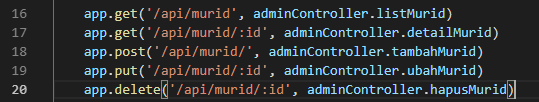 16 app.get('/api/murid', adminController.listMurid)
17 app.get('/api/murid/:id', adminController.detailMurid)
18 app.post('/api/murid/', adminController.tambahMurid)
19 app.put('/api/murid/:id', adminController.ubahMurid)
20 app.delete('/api/murid/:id', adminController.hapusMurid)